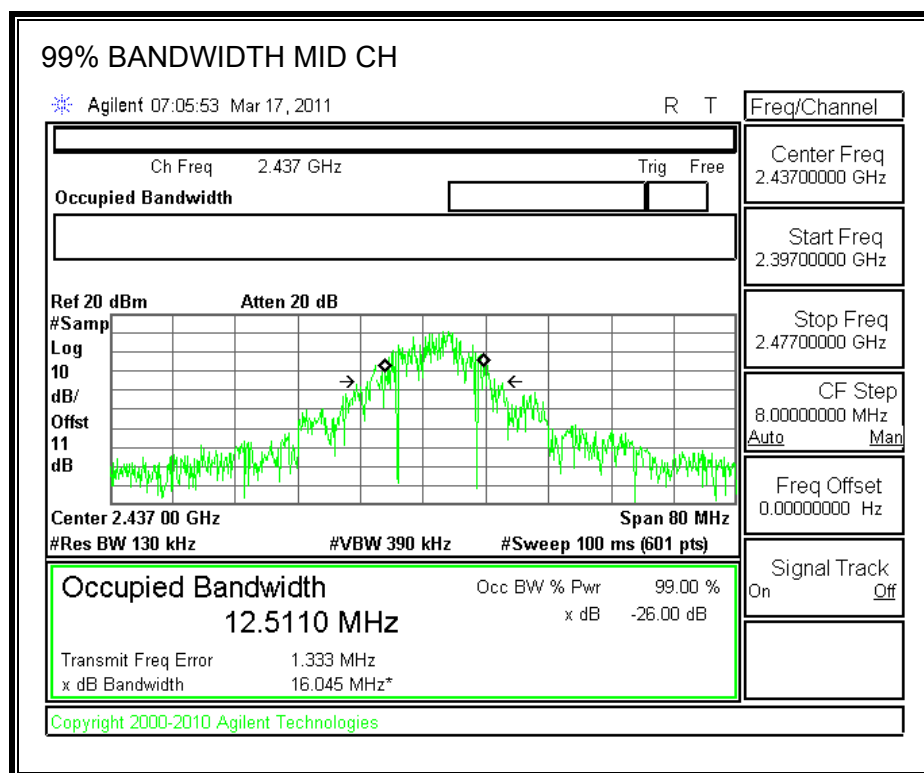 99% BANDWIDTH MID CH
Agilent 07:05:53 Mar 17, 2011 R T
Freq/Channel
Ch Freq 2.437 GHz Trig Free
Occupied Bandwidth
Center Freq
2.43700000 GHz
Start Freq
2.39700000 GHz
Stop Freq
2.47700000 GHz
CF Step
8.00000000 MHz
Auto Man
Freq Offset
0.00000000 Hz
Signal Track
On Off
Ref 20 dBm Atten 20 dB
#Samp
Log
10
dB/
Offst
11
dB
Center 2.437 00 GHz Span 80 MHz
#Res BW 130 kHz #VBW 390 kHz #Sweep 100 ms (601 pts)
Occupied Bandwidth Occ BW % Pwr 99.00 %
12.5110 MHz x dB -26.00 dB
Transmit Freq Error 1.333 MHz
x dB Bandwidth 16.045 MHz*
Copyright 2000-2010 Agilent Technologies